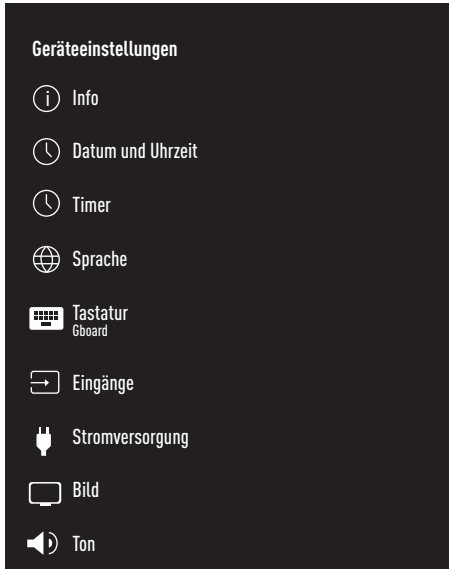 Geräteeinstellungen
Info
Datum und Uhrzeit
Timer
Sprache
Tastatur
Gboard
Eingänge
Stromversorgung
Bild
Ton